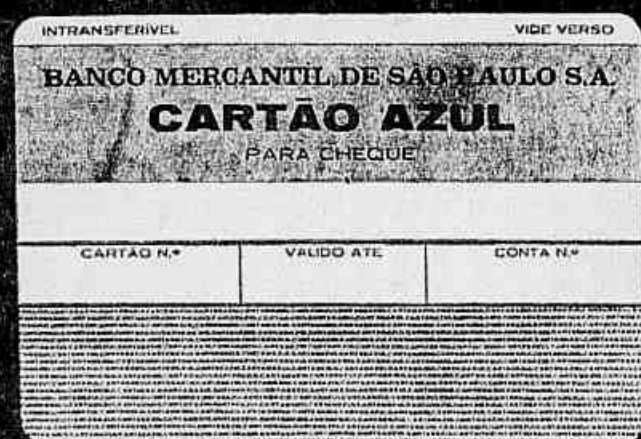 INTRANSFERÍVEL VIDE VERSO
BANCO MERCANTIL DE SÃO PAULO S.A.
CARTÃO AZUL
PARA CHEQUE
CARTÃO N.º VALIDO ATÉ CONTA N.º